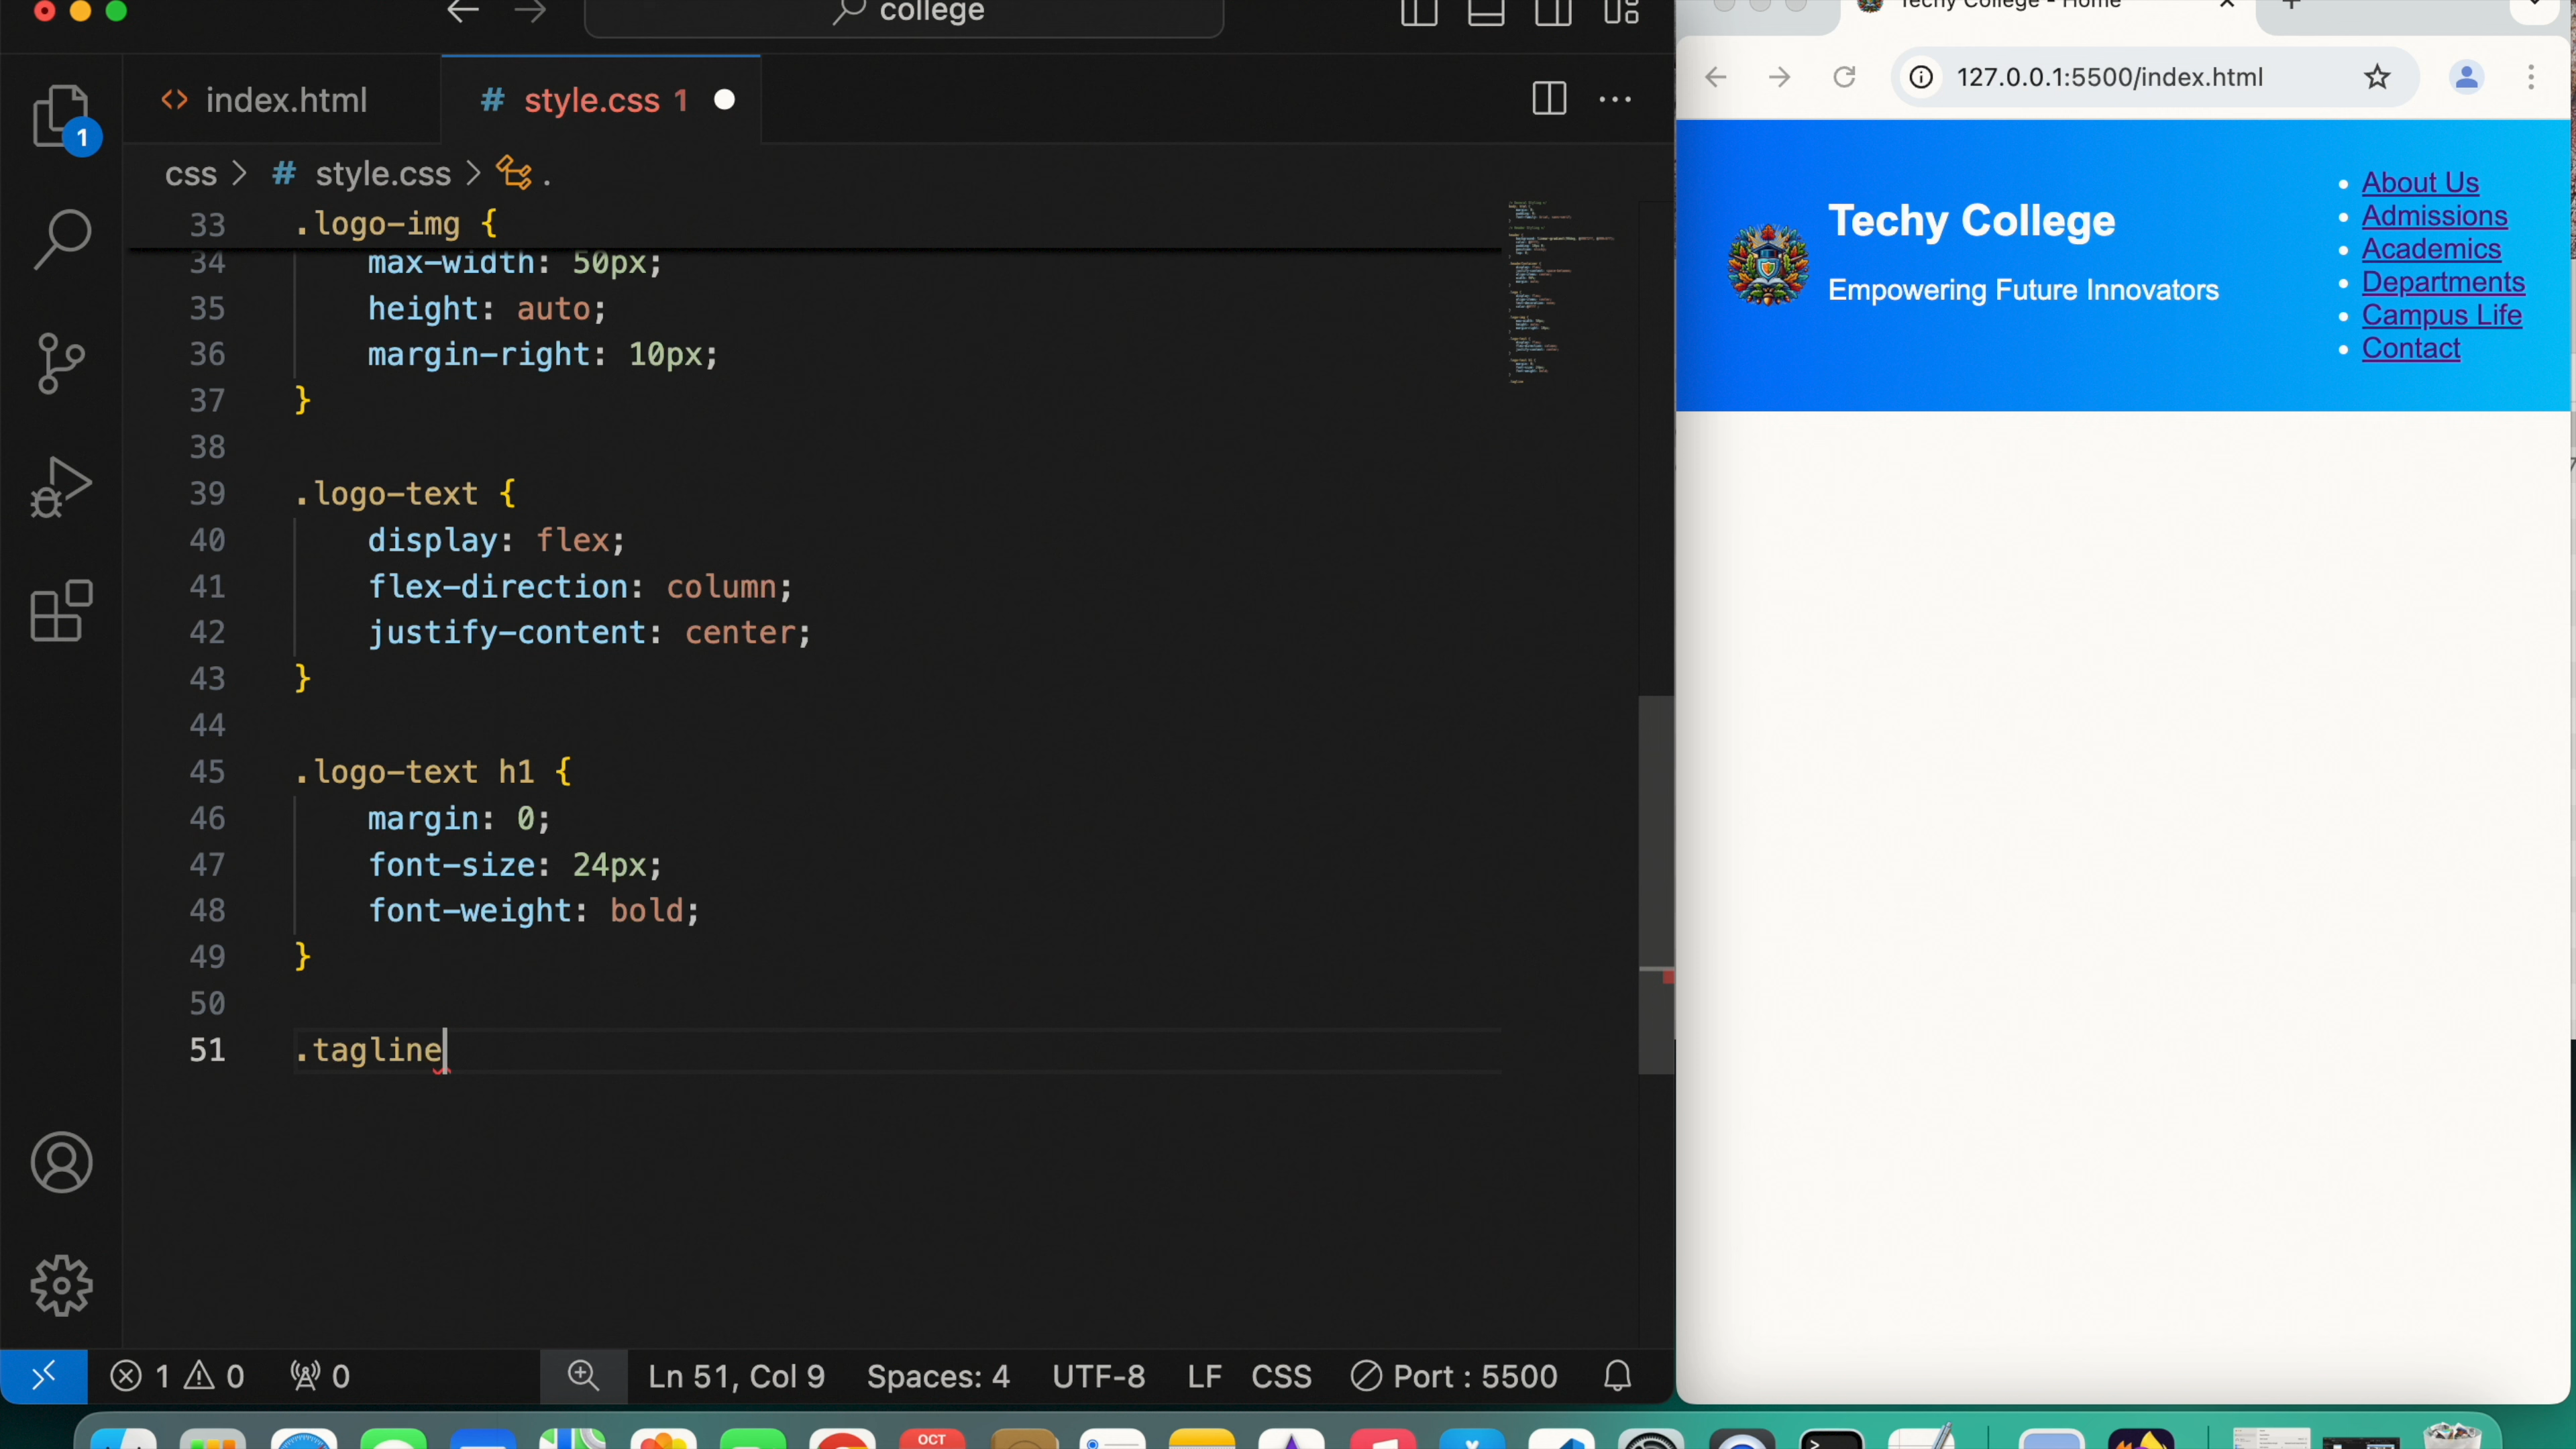 college
index.html
style.css 1
1
css > # style.css > .
33 .logo-img {
34 max-width: 50px;
35 height: auto;
36 margin-right: 10px;
37 }
38
39 .logo-text {
40 display: flex;
41 flex-direction: column;
42 justify-content: center;
43 }
44
45 .logo-text h1 {
46 margin: 0;
47 font-size: 24px;
48 font-weight: bold;
49 }
50
51 .tagline
1 0 0
Ln 51, Col 9 Spaces: 4 UTF-8 LF CSS Port : 5500
Techy College - Home
127.0.0.1:5500/index.html
Techy College
Empowering Future Innovators
About Us
Admissions
Academics
Departments
Campus Life
Contact
OCT